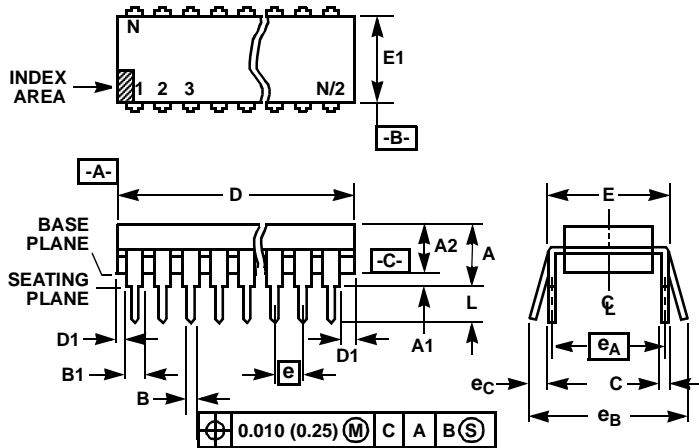 N
INDEX
AREA
1 2 3 N/2
E1
-B-
-A-
D
E
BASE
PLANE
A2
A
-C-
SEATING
PLANE
L
C
L
D1
B1
A1
D1
e
eA
B
eC
C
eB
0.010 (0.25) M C A B S